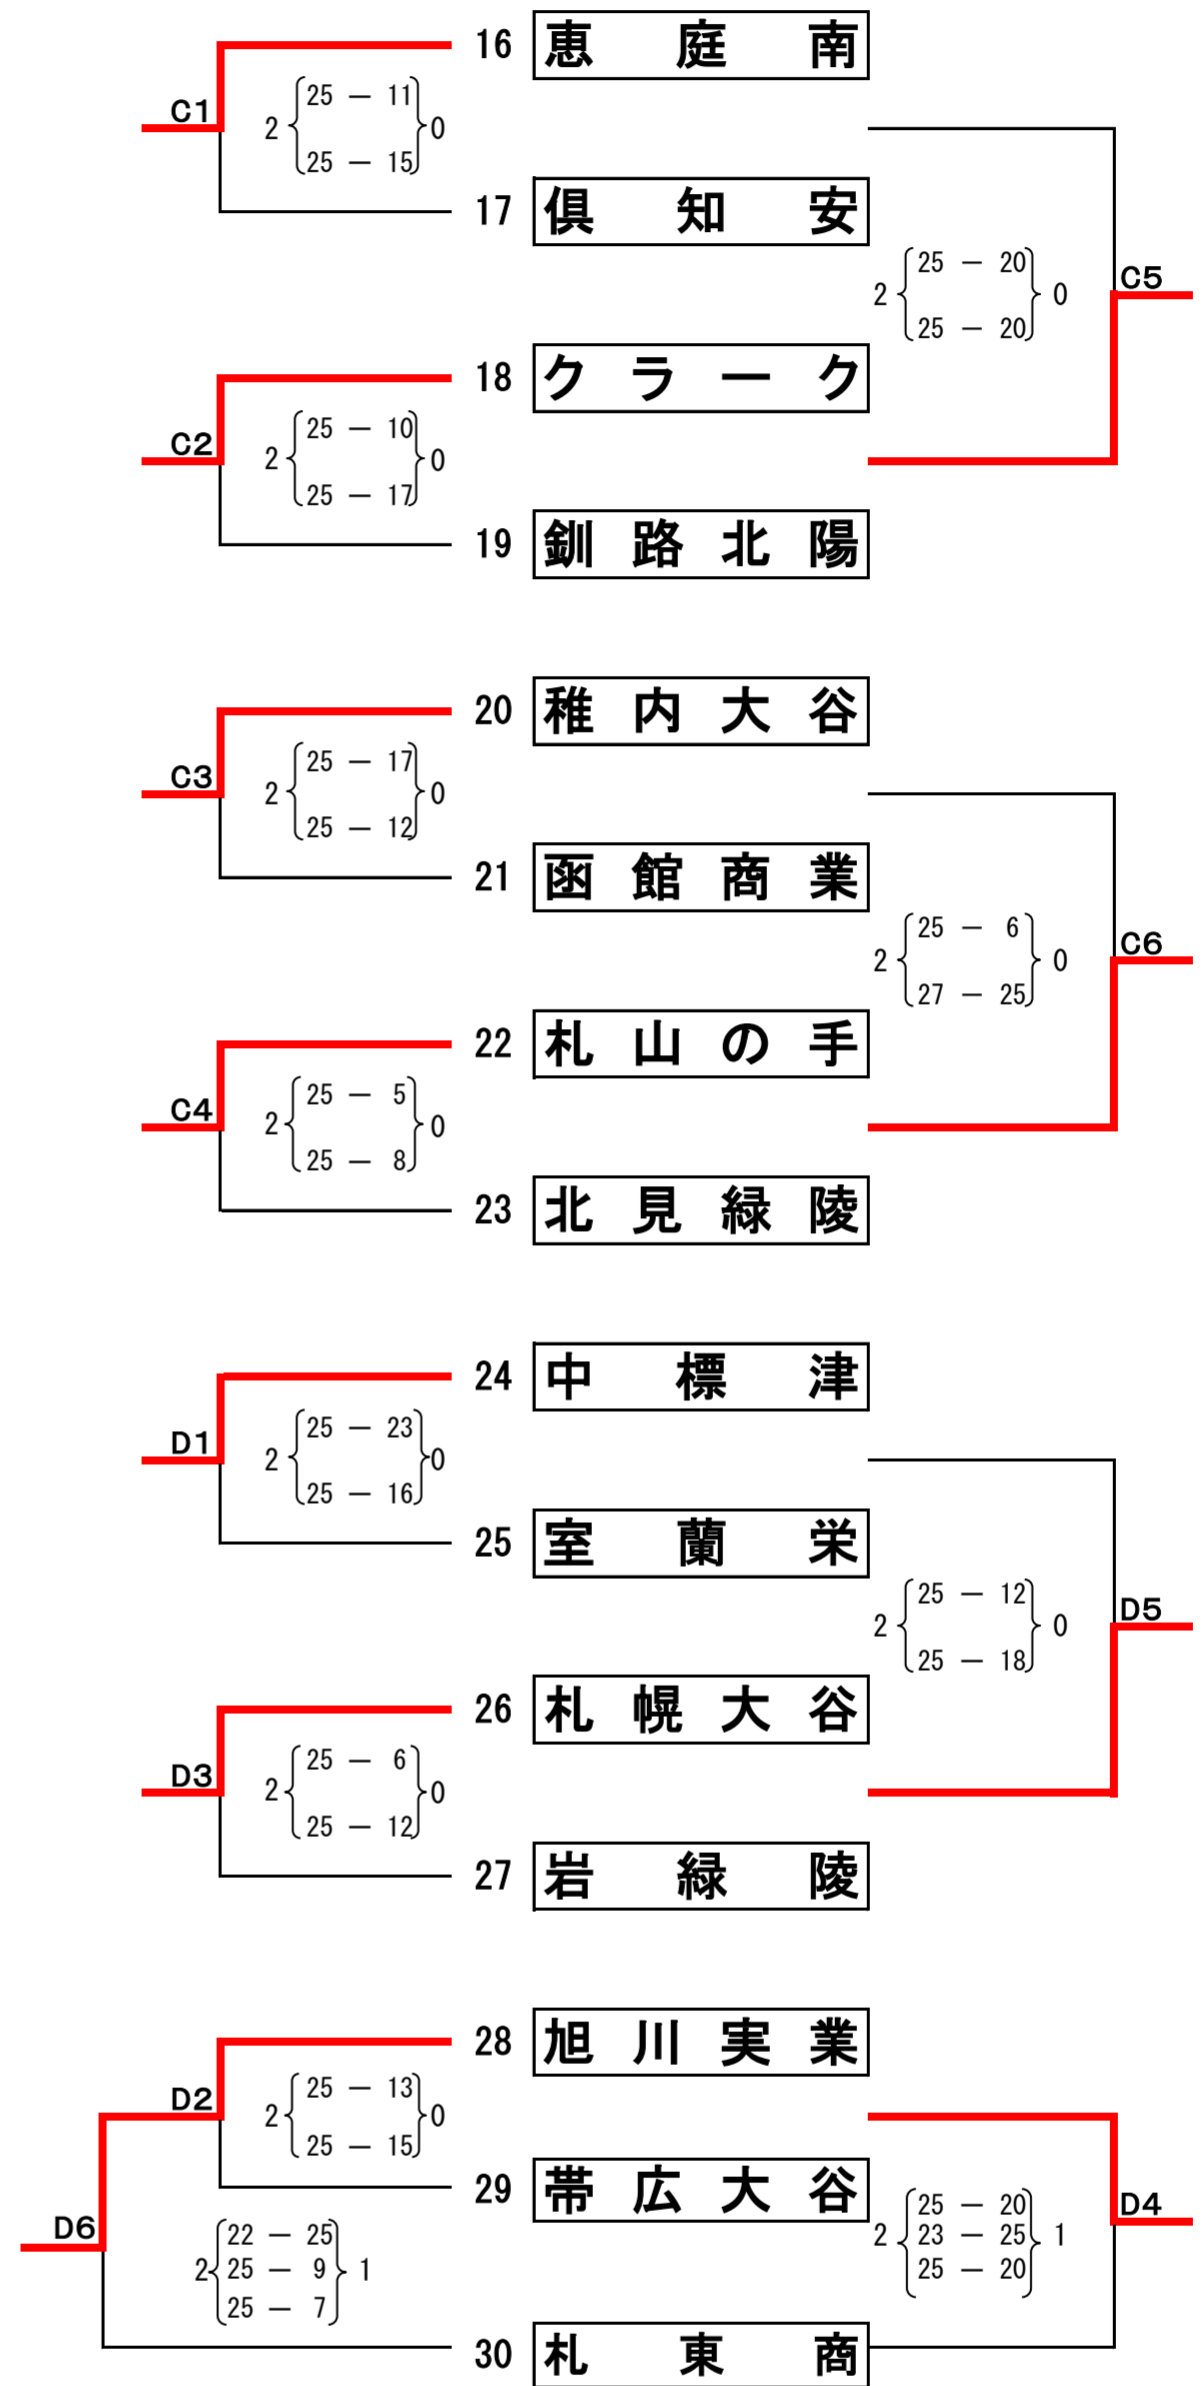 16 恵庭南
C1 2 25 — 11 0
25 — 15
17 倶知安
2 25 — 20 0 C5
25 — 20
18 クラーク
C2 2 25 — 10 0
25 — 17
19 釧路北陽
20 稚内大谷
C3 2 25 — 17 0
25 — 12
21 函館商業
2 25 — 6 0 C6
27 — 25
22 札山の手
C4 2 25 — 5 0
25 — 8
23 北見緑陵
24 中標津
D1 2 25 — 23 0
25 — 16
25 室蘭栄
2 25 — 12 0 D5
25 — 18
26 札幌大谷
D3 2 25 — 6 0
25 — 12
27 岩緑陵
28 旭川実業
D2 2 25 — 13 0
25 — 15
29 帯広大谷
2 25 — 20 1 D4
23 — 25
25 — 20
D6 2 22 — 25 1
25 — 9
25 — 7
30 札東商